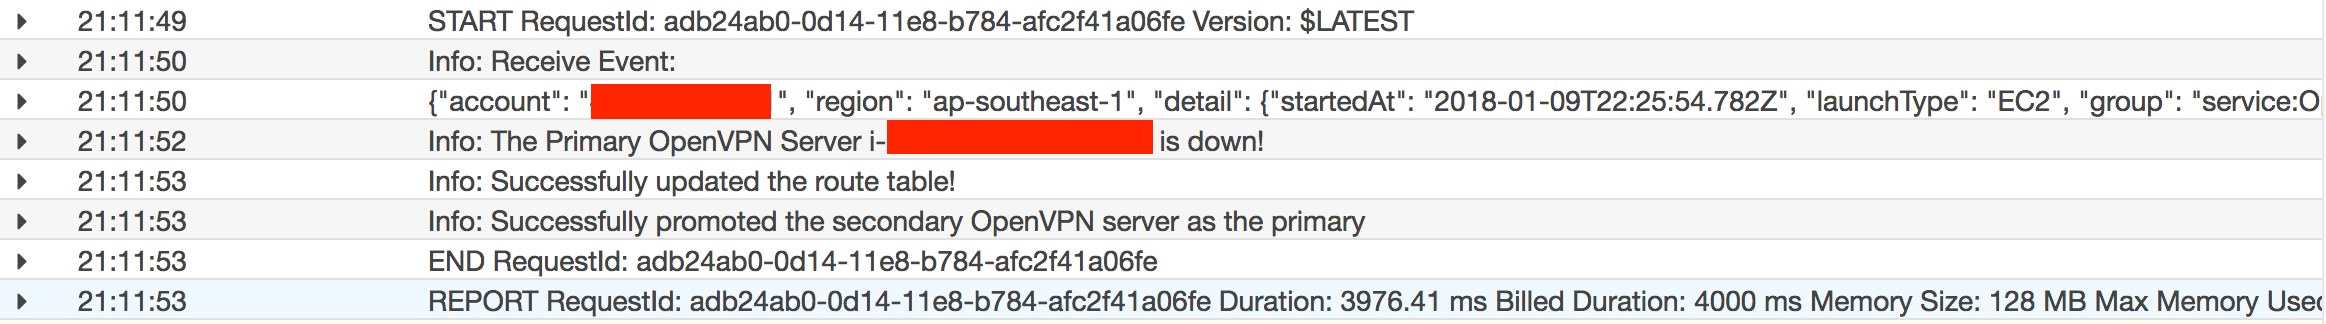 21:11:49 START RequestId: adb24ab0-0d14-11e8-b784-afc2f41a06fe Version: $LATEST
21:11:50 Info: Receive Event:
21:11:50 {"account": " ", "region": "ap-southeast-1", "detail": {"startedAt": "2018-01-09T22:25:54.782Z", "launchType": "EC2", "group": "service:O
21:11:52 Info: The Primary OpenVPN Server i- is down!
21:11:53 Info: Successfully updated the route table!
21:11:53 Info: Successfully promoted the secondary OpenVPN server as the primary
21:11:53 END RequestId: adb24ab0-0d14-11e8-b784-afc2f41a06fe
21:11:53 REPORT RequestId: adb24ab0-0d14-11e8-b784-afc2f41a06fe Duration: 3976.41 ms Billed Duration: 4000 ms Memory Size: 128 MB Max Memory Used